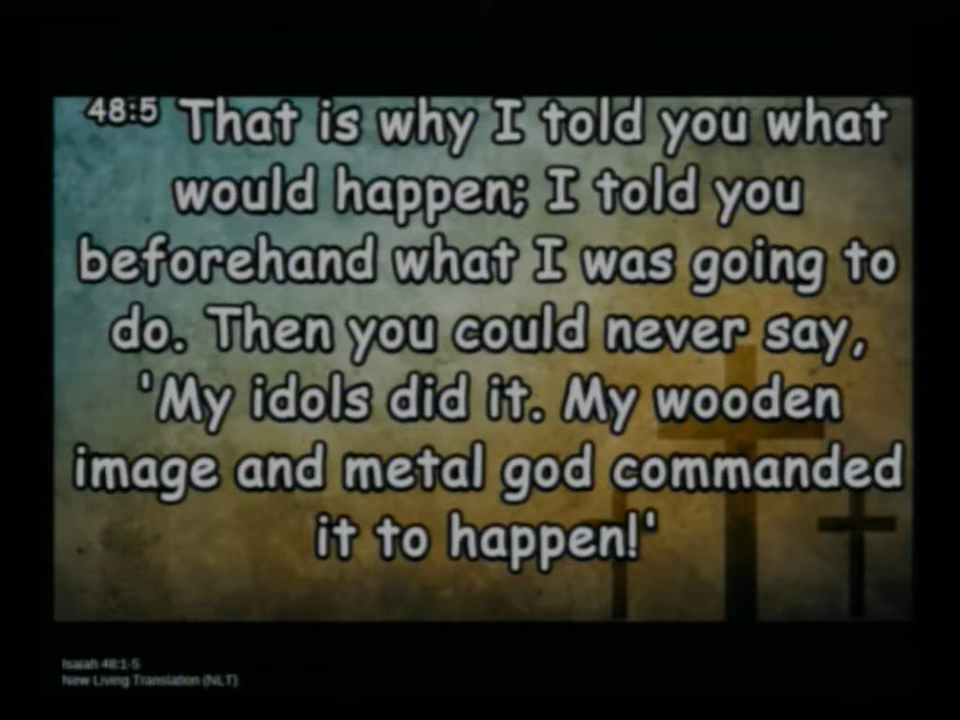 48:5 That is why I told you what
would happen; I told you
beforehand what I was going to
do. Then you could never say,
'My idols did it. My wooden
image and metal god commanded
it to happen!'
Isaiah 48:1-5
New Living Translation (NLT)